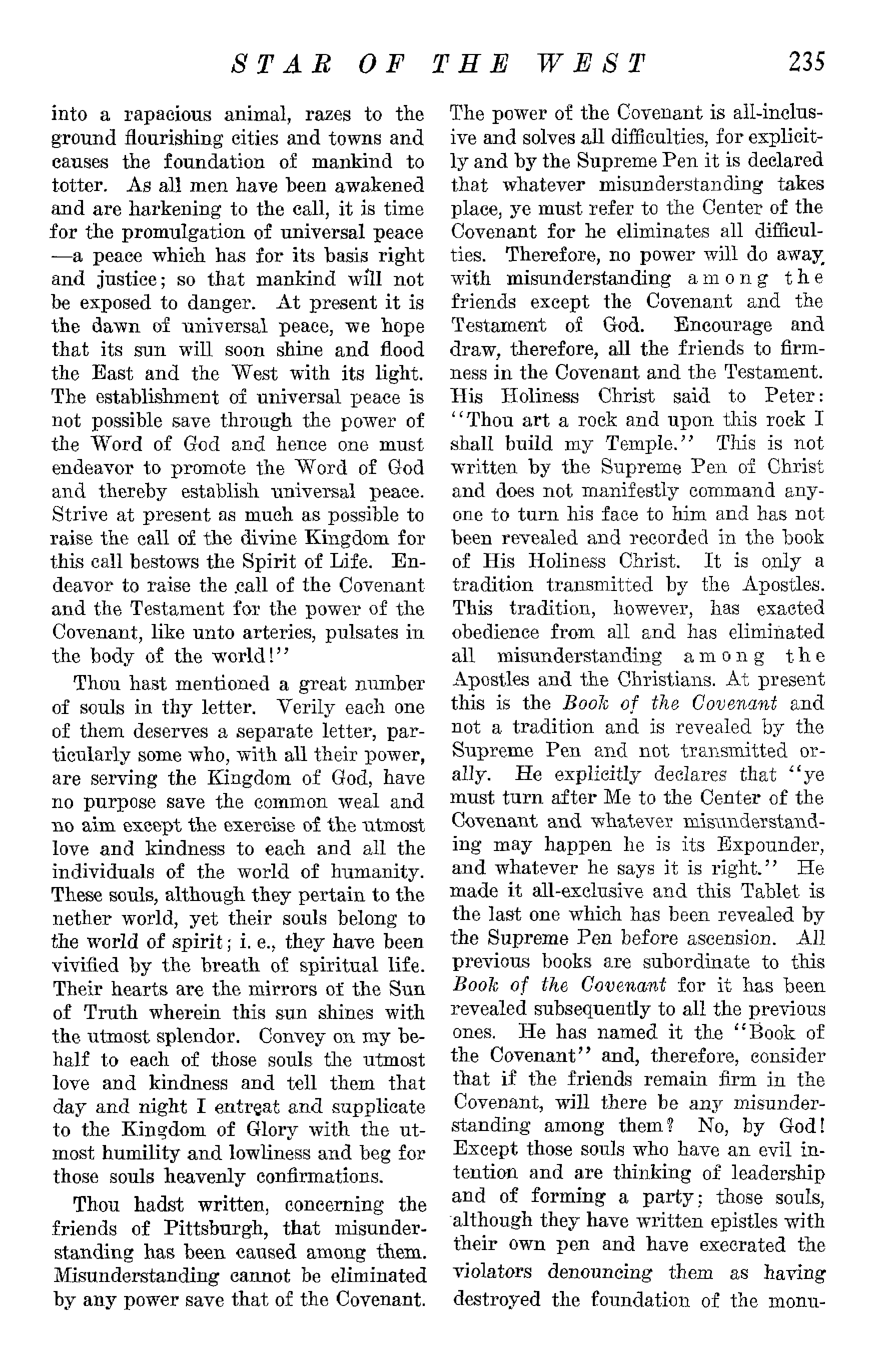 STAR OF THE WEST 235
into a rapacious animal, razes to the
ground flourishing cities and towns and
causes the foundation of mankind to
totter. As all men have been awakened
and are harkening to the call, it is time
for the promulgation of universal peace
—a peace which has for its basis right
and justice; so that mankind will not
be exposed to danger. At present it is
the dawn of universal peace, we hope
that its sun will soon shine and flood
the East and the West with its light.
The establishment of universal peace is
not possible save through the power of
the Word of God and hence one must
endeavor to promote the Word of God
and thereby establish universal peace.
Strive at present as much as possible to
raise the call of the divine Kingdom for
this call bestows the Spirit of Life. En-
deavor to raise the call of the Covenant
and the Testament for the power of the
Covenant, like unto arteries, pulsates in
the body of the world!"
Thou hast mentioned a great number
of souls in thy letter. Verily each one
of them deserves a separate letter, par-
ticularly some who, with all their power,
are serving the Kingdom of God, have
no purpose save the common weal and
no aim except the exercise of the utmost
love and kindness to each and all the
individuals of the world of humanity.
These souls, although they pertain to the
nether world, yet their souls belong to
the world of spirit; i. e., they have been
vivified by the breath of spiritual life.
Their hearts are the mirrors of the Sun
of Truth wherein this sun shines with
the utmost splendor. Convey on my be-
half to each of those souls the utmost
love and kindness and tell them that
day and night I entreat and supplicate
to the Kingdom of Glory with the ut-
most humility and lowliness and beg for
those souls heavenly confirmations.
Thou hadst written, concerning the
friends of Pittsburgh, that misunder-
standing has been caused among them.
Misunderstanding cannot be eliminated
by any power save that of the Covenant.
The power of the Covenant is all-inclus-
ive and solves all difficulties, for explicit-
ly and by the Supreme Pen it is declared
that whatever misunderstanding takes
place, ye must refer to the Center of the
Covenant for he eliminates all difficul-
ties. Therefore, no power will do away
with misunderstanding among the
friends except the Covenant and the
Testament of God. Encourage and
draw, therefore, all the friends to firm-
ness in the Covenant and the Testament.
His Holiness Christ said to Peter:
"Thou art a rock and upon this rock I
shall build my Temple." This is not
written by the Supreme Pen of Christ
and does not manifestly command any-
one to turn his face to him and has not
been revealed and recorded in the book
of His Holiness Christ. It is only a
tradition transmitted by the Apostles.
This tradition, however, has exacted
obedience from all and has eliminated
all misunderstanding among the
Apostles and the Christians. At present
this is the Book of the Covenant and
not a tradition and is revealed by the
Supreme Pen and not transmitted or-
ally. He explicitly declares that "ye
must turn after Me to the Center of the
Covenant and whatever misunderstand-
ing may happen he is its Expounder,
and whatever he says it is right." He
made it all-exclusive and this Tablet is
the last one which has been revealed by
the Supreme Pen before ascension. All
previous books are subordinate to this
Book of the Covenant for it has been
revealed subsequently to all the previous
ones. He has named it the "Book of
the Covenant" and, therefore, consider
that if the friends remain firm in the
Covenant, will there be any misunder-
standing among them? No, by God!
Except those souls who have an evil in-
tention and are thinking of leadership
and of forming a party; those souls,
although they have written epistles with
their own pen and have execrated the
violators denouncing them as having
destroyed the foundation of the monu-